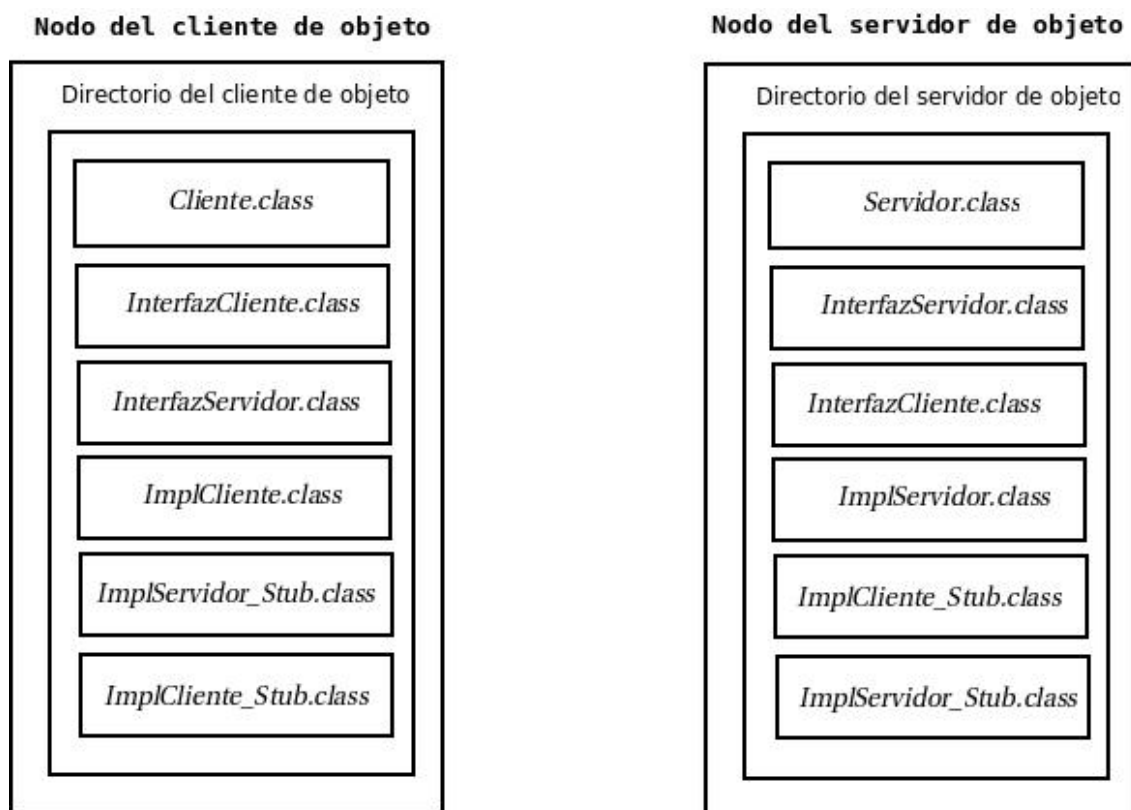 Nodo del cliente de objeto
Directorio del cliente de objeto
Cliente.class
InterfazCliente.class
InterfazServidor.class
ImplCliente.class
ImplServidor_Stub.class
ImplCliente_Stub.class
Nodo del servidor de objeto
Directorio del servidor de objeto
Servidor.class
InterfazServidor.class
InterfazCliente.class
ImplServidor.class
ImplCliente_Stub.class
ImplServidor_Stub.class